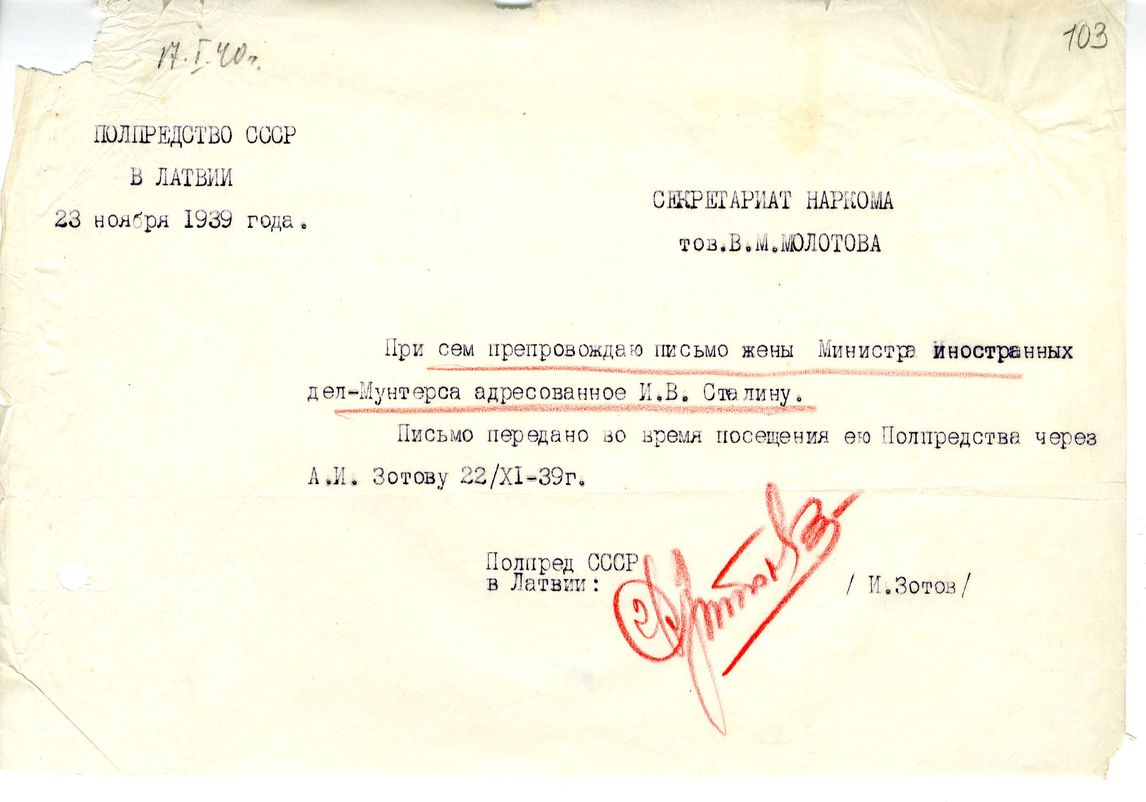 17.I.40г.
103
ПОЛПРЕДСТВО СССР
В ЛАТВИИ
23 ноября 1939 года.
СЕКРЕТАРИАТ НАРКОМА
тов.В.М.МОЛОТОВА
При сем препровождаю письмо жены Министра иностранных
дел-Мунтерса адресованное И.В. Сталину.
Письмо передано во время посещения ею Полпредства через
А.И. Зотову 22/XI-39г.
Полпред СССР
в Латвии:
/ И.Зотов/